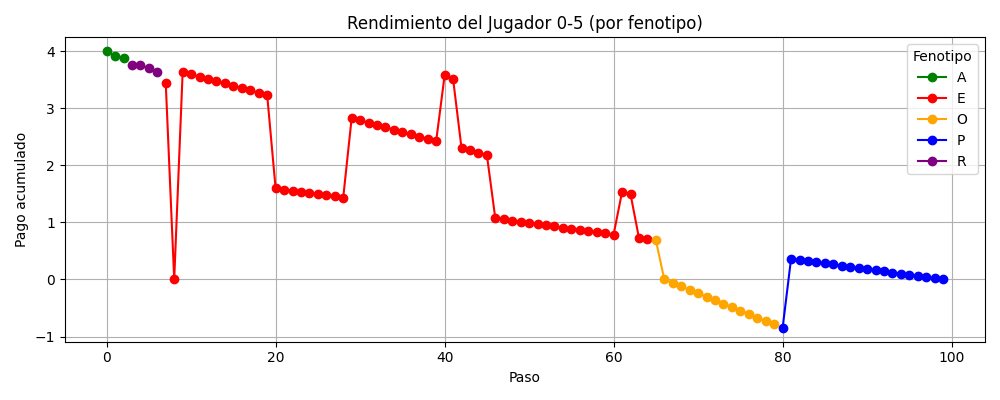 Rendimiento del Jugador 0-5 (por fenotipo)
Pago acumulado
4
3
2
1
0
−1
0
20
40
60
80
100
Paso
Fenotipo
A
E
O
P
R